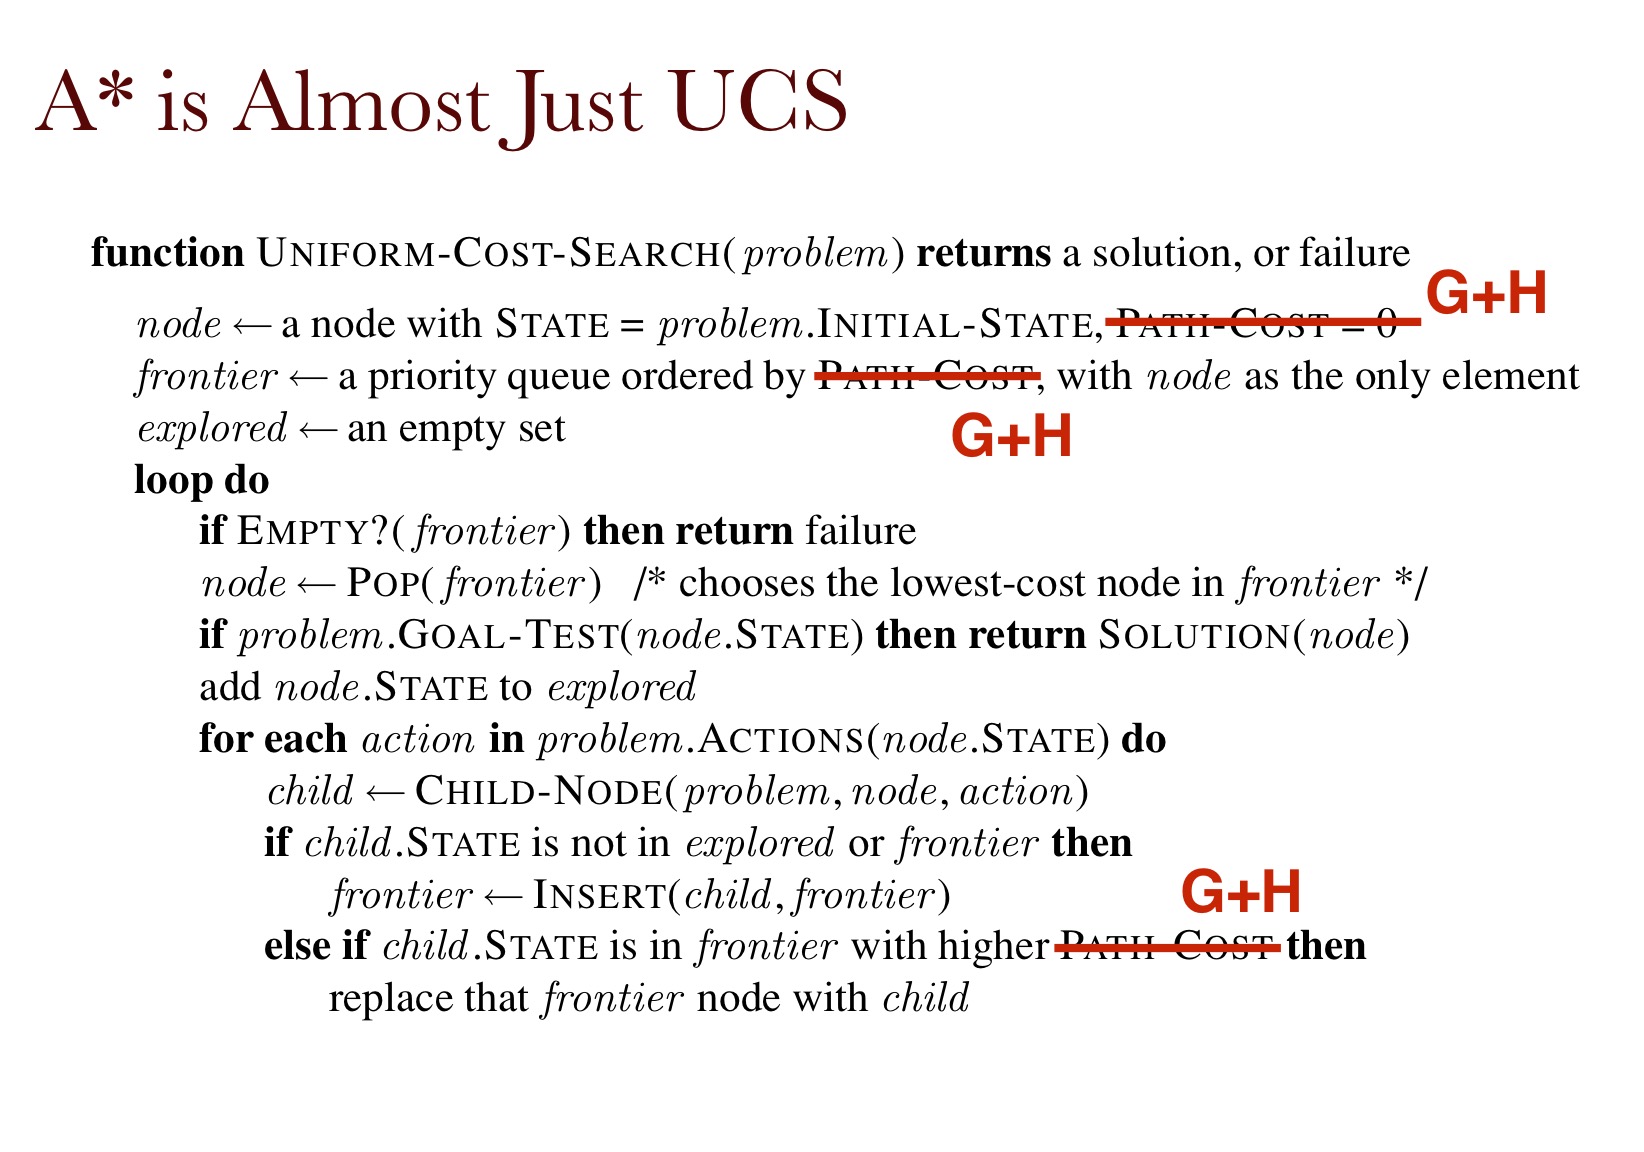 A* is Almost Just UCS
function UNIFORM-COST-SEARCH(problem) returns a solution, or failure
G+H
node ← a node with STATE = problem.INITIAL-STATE, PATH-COST = 0
frontier ← a priority queue ordered by PATH-COST, with node as the only element
explored ← an empty set
G+H
loop do
if EMPTY?(frontier) then return failure
node ← POP(frontier) /* chooses the lowest-cost node in frontier */
if problem.GOAL-TEST(node.STATE) then return SOLUTION(node)
add node.STATE to explored
for each action in problem.ACTIONS(node.STATE) do
child ← CHILD-NODE(problem, node, action)
if child.STATE is not in explored or frontier then
frontier ← INSERT(child, frontier)
G+H
else if child.STATE is in frontier with higher PATH-COST then
replace that frontier node with child